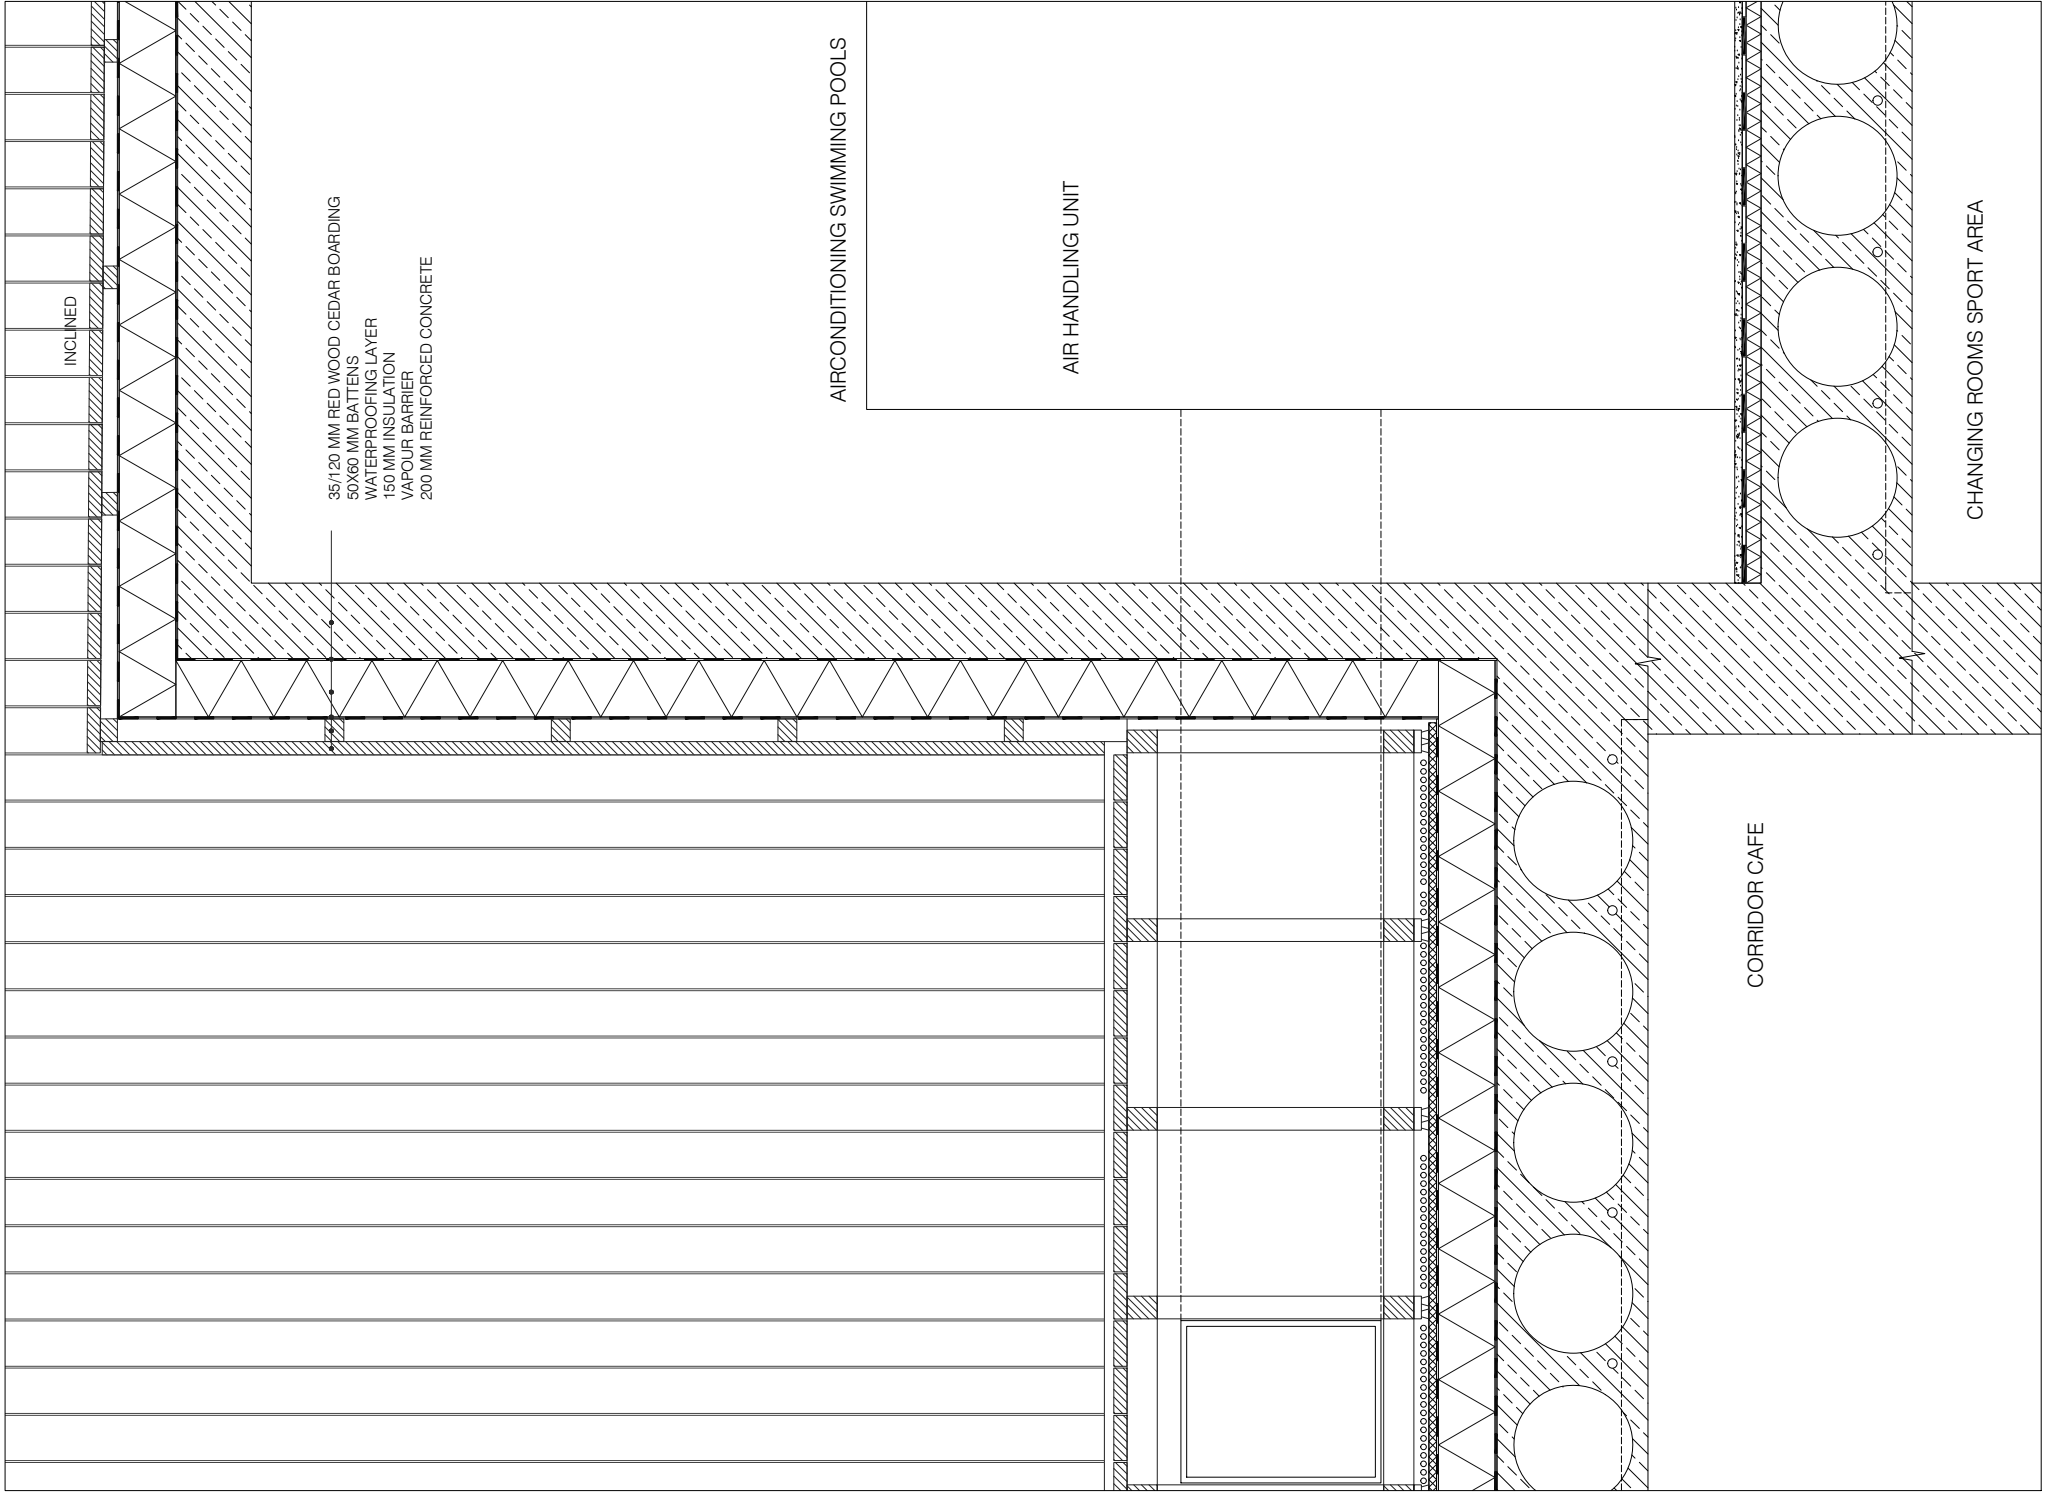 INCLINED
35/120 MM RED WOOD CEDAR BOARDING
50X60 MM BATTENS
WATERPROOFING LAYER
150 MM INSULATION
VAPOUR BARRIER
200 MM REINFORCED CONCRETE
AIRCONDITIONING SWIMMING POOLS
AIR HANDLING UNIT
CORRIDOR CAFE
CHANGING ROOMS SPORT AREA